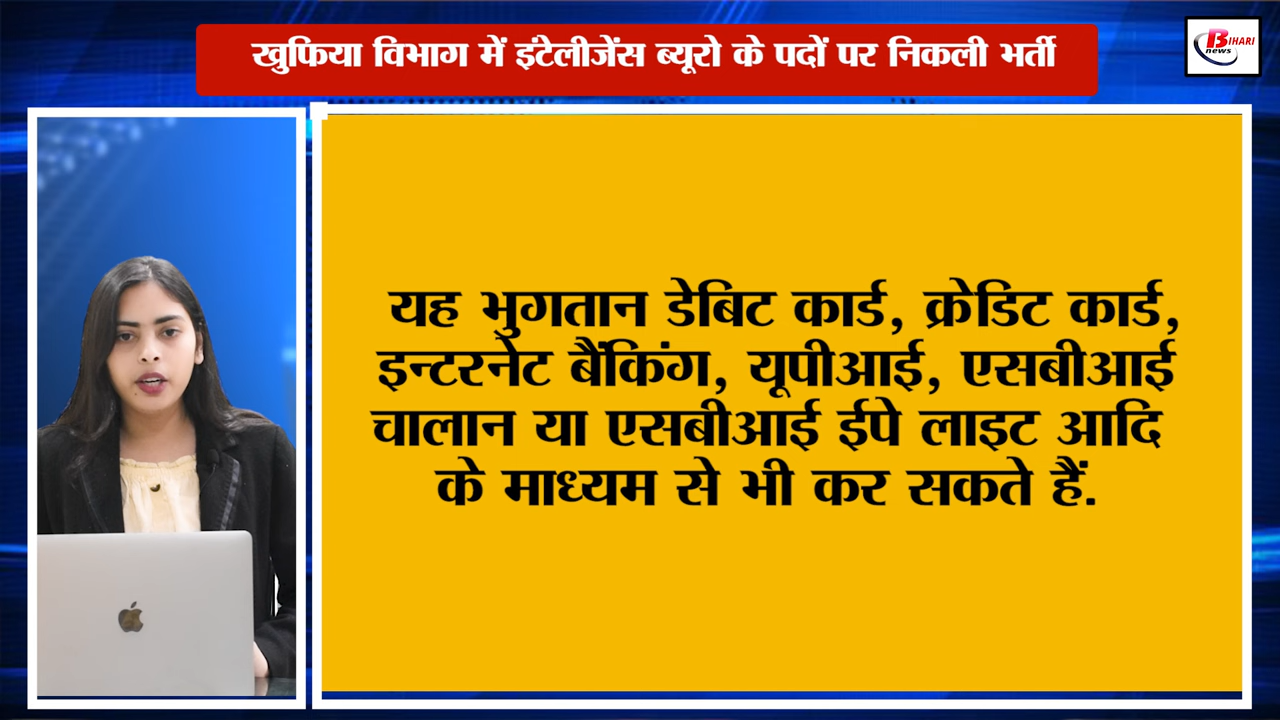 खुफिया विभाग में इंटेलीजेंस ब्यूरो के पदों पर निकली भर्ती
BIHARI
news
यह भुगतान डेबिट कार्ड, क्रेडिट कार्ड,
इन्टरनेट बैंकिंग, यूपीआई, एसबीआई
चालान या एसबीआई ईपे लाइट आदि
के माध्यम से भी कर सकते हैं.